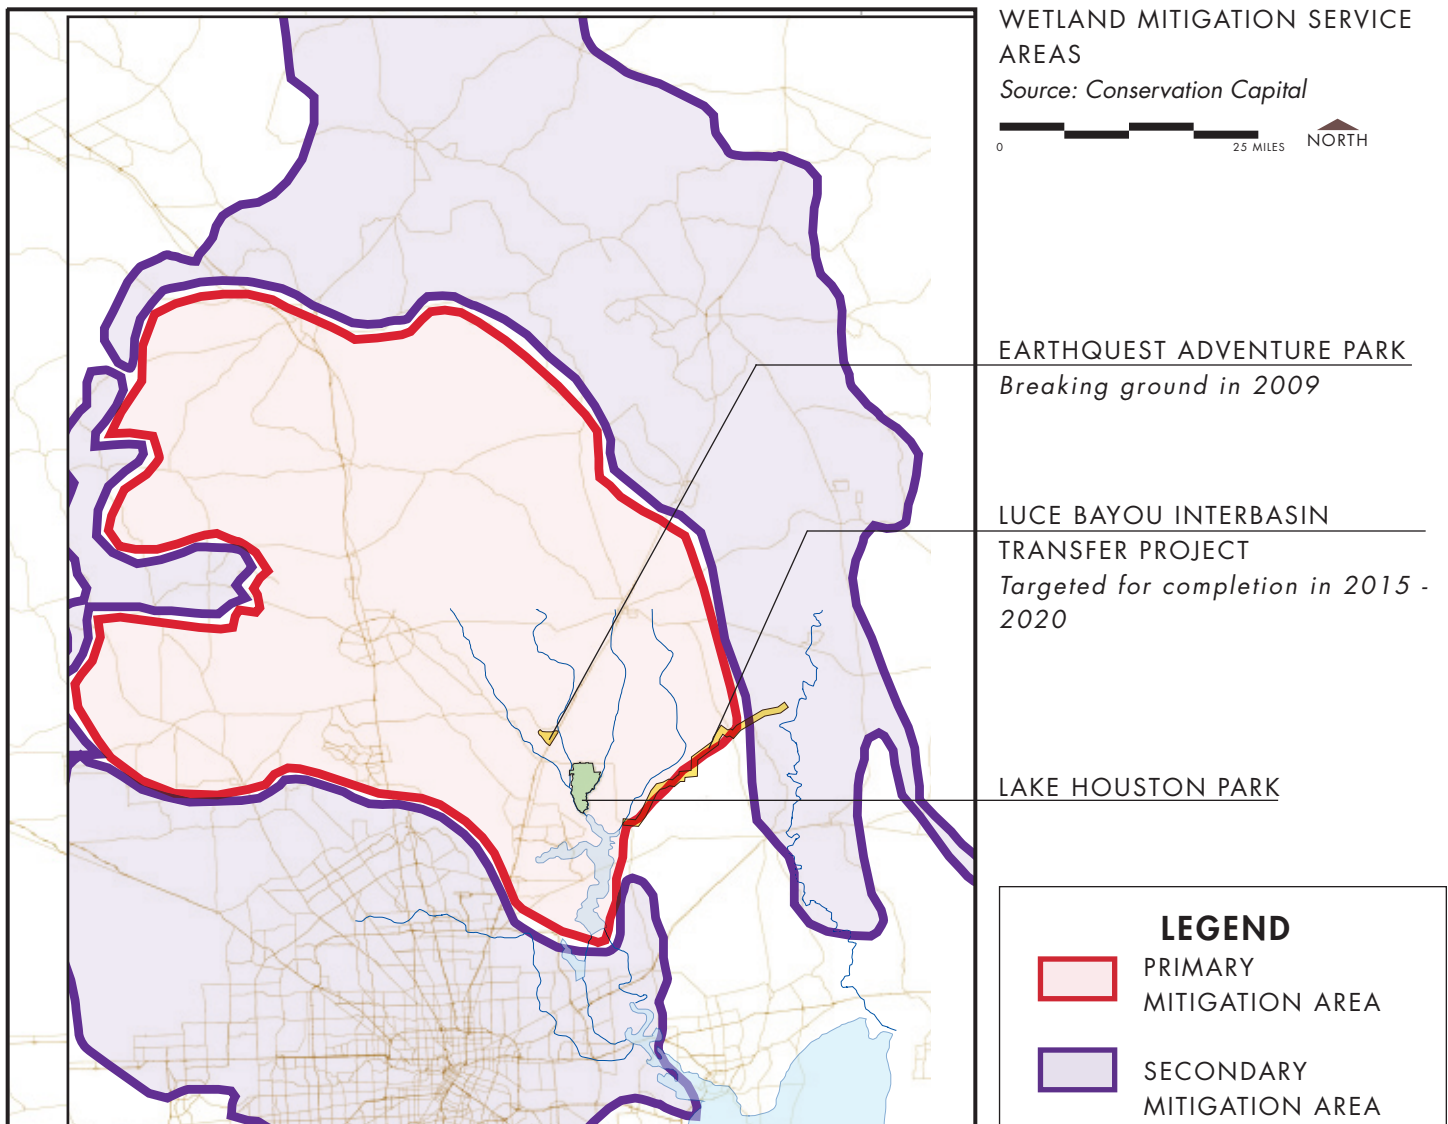 WETLAND MITIGATION SERVICE
AREAS
Source: Conservation Capital
0 25 MILES NORTH
EARTHQUEST ADVENTURE PARK
Breaking ground in 2009
LUCE BAYOU INTERBASIN
TRANSFER PROJECT
Targeted for completion in 2015 -
2020
LAKE HOUSTON PARK
LEGEND
PRIMARY
MITIGATION AREA
SECONDARY
MITIGATION AREA